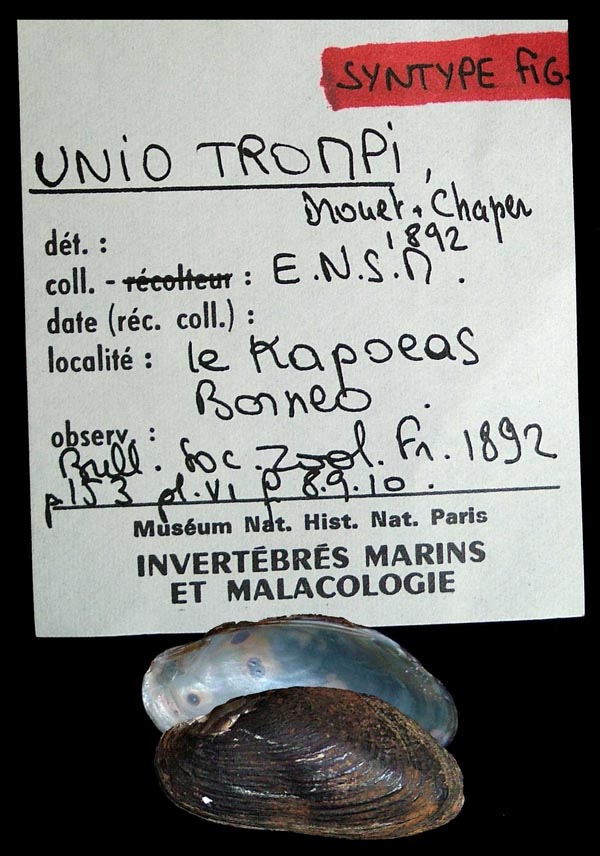 SYNTYPE FIG.
UNIO TROMPI,
Drouet + Chaper
1892
dét. :
coll. - récolteur : E.N.S.M.
date (réc. coll.) :
localité : le Kapoeas
Borneo.
observ. :
Bull. Soc. Zool. Fr. 1892
p153 pl.VI f 8.9.10.
Muséum Nat. Hist. Nat. Paris
INVERTÉBRÉS MARINS
ET MALACOLOGIE